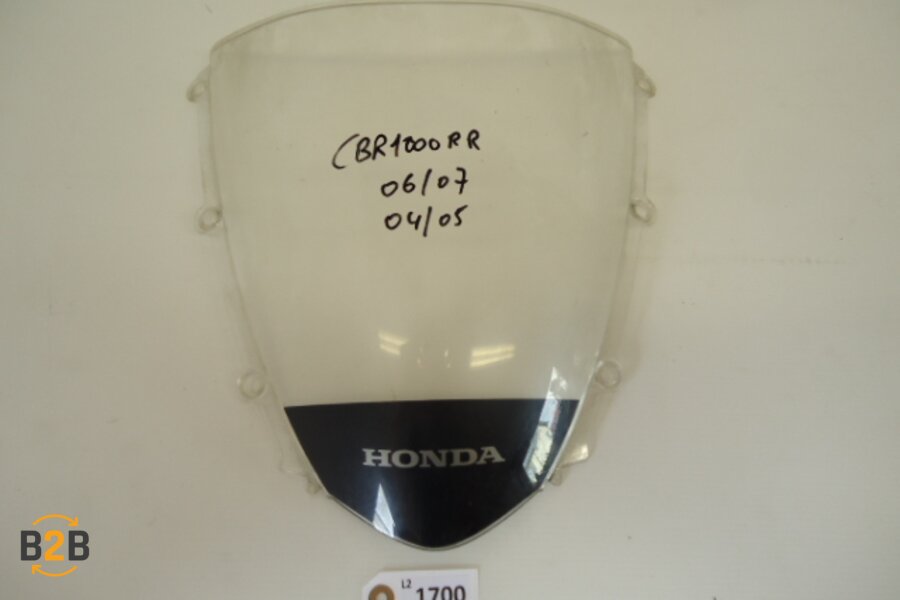 CBR1000RR
06/07
04/05
HONDA
B2B
L2 1700